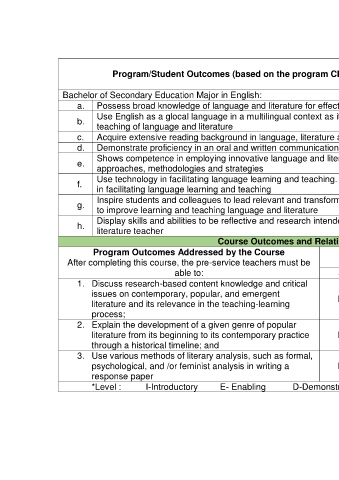 Program/Student Outcomes (based on the program
Bachelor of Secondary Education Major in English:
a. Possess broad knowledge of language and literature for
b. Use English as a glocal language in a multilingual context as
teaching of language and literature
c. Acquire extensive reading background in language, literature
d. Demonstrate proficiency in an oral and written communication
e. Shows competence in employing innovative language and
approaches, methodologies and strategies
f. Use technology in facilitating language learning and teaching.
in facilitating language learning and teaching
g. Inspire students and colleagues to lead relevant and
to improve learning and teaching language and literature
h. Display skills and abilities to be reflective and research
literature teacher
Course Outcomes and
Program Outcomes Addressed by the Course
After completing this course, the pre-service teachers must be
able to:
1. Discuss research-based content knowledge and critical
issues on contemporary, popular, and emergent
literature and its relevance in the teaching-learning
process;
2. Explain the development of a given genre of popular
literature from its beginning to its contemporary practice
through a historical timeline; and
3. Use various methods of literary analysis, such as formal,
psychological, and /or feminist analysis in writing a
response paper
*Level : I-Introductory E- Enabling